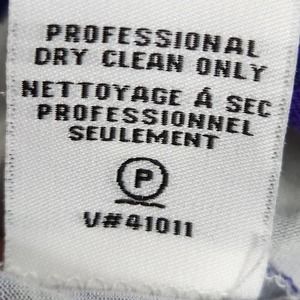 PROFESSIONAL
DRY CLEAN ONLY
NETTOYAGE Á SEC
PROFESSIONNEL
SEULEMENT
P
V#41011